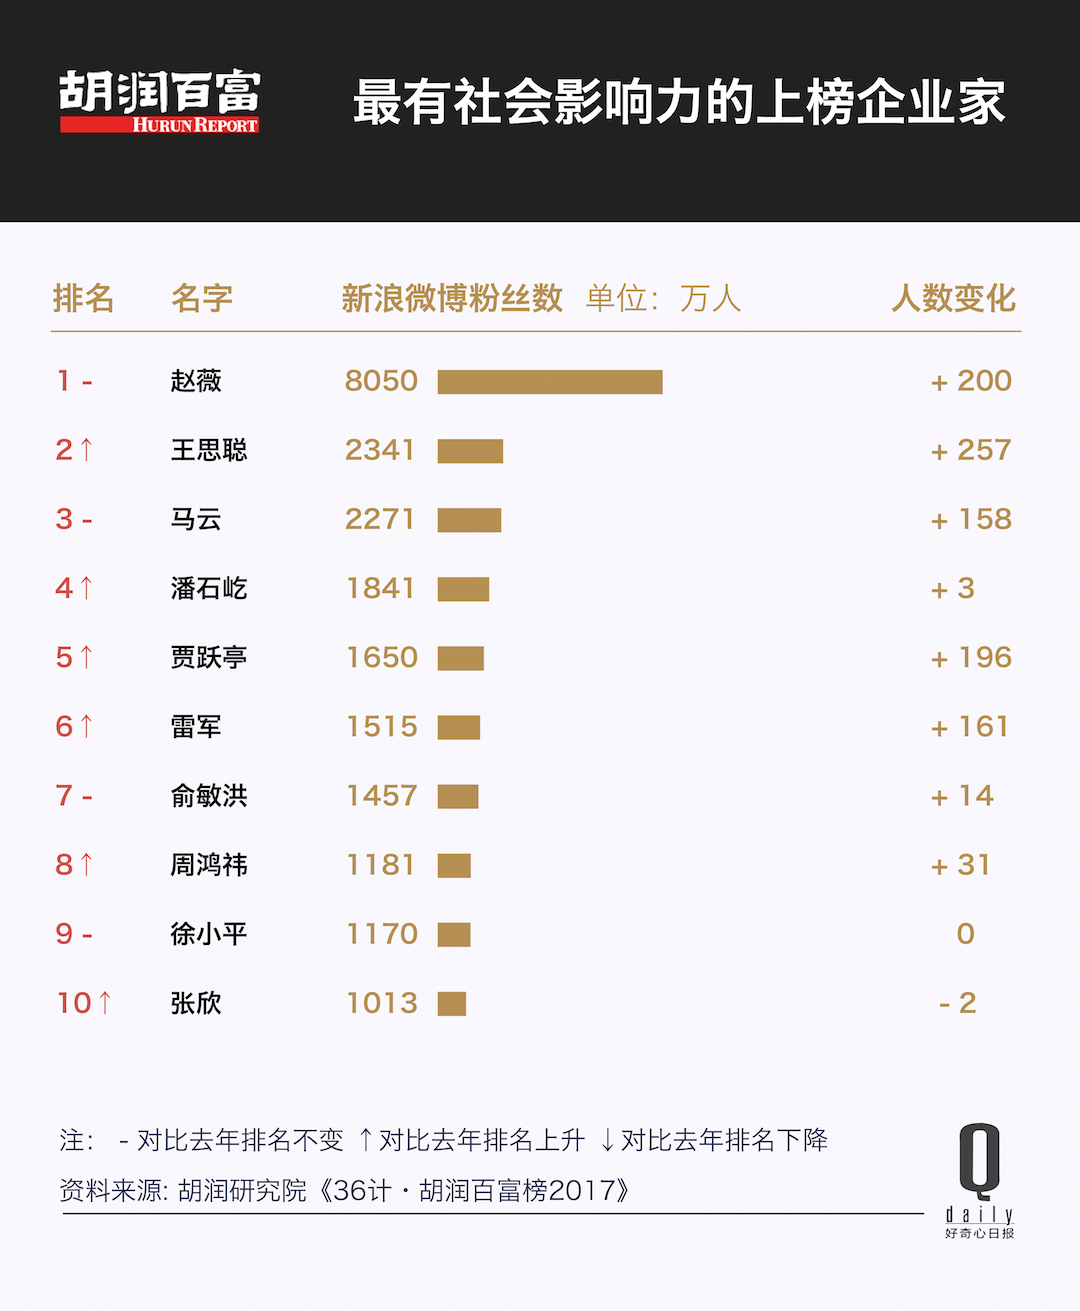 胡润百富
HURUN REPORT
最有社会影响力的上榜企业家
排名 名字 新浪微博粉丝数 单位：万人 人数变化
1 - 赵薇 8050 + 200
2 ↑ 王思聪 2341 + 257
3 - 马云 2271 + 158
4 ↑ 潘石屹 1841 + 3
5 ↑ 贾跃亭 1650 + 196
6 ↑ 雷军 1515 + 161
7 - 俞敏洪 1457 + 14
8 ↑ 周鸿祎 1181 + 31
9 - 徐小平 1170 0
10 ↑ 张欣 1013 - 2
注： - 对比去年排名不变 ↑对比去年排名上升 ↓对比去年排名下降
资料来源: 胡润研究院《36计・胡润百富榜2017》
Q
daily
好奇心日报